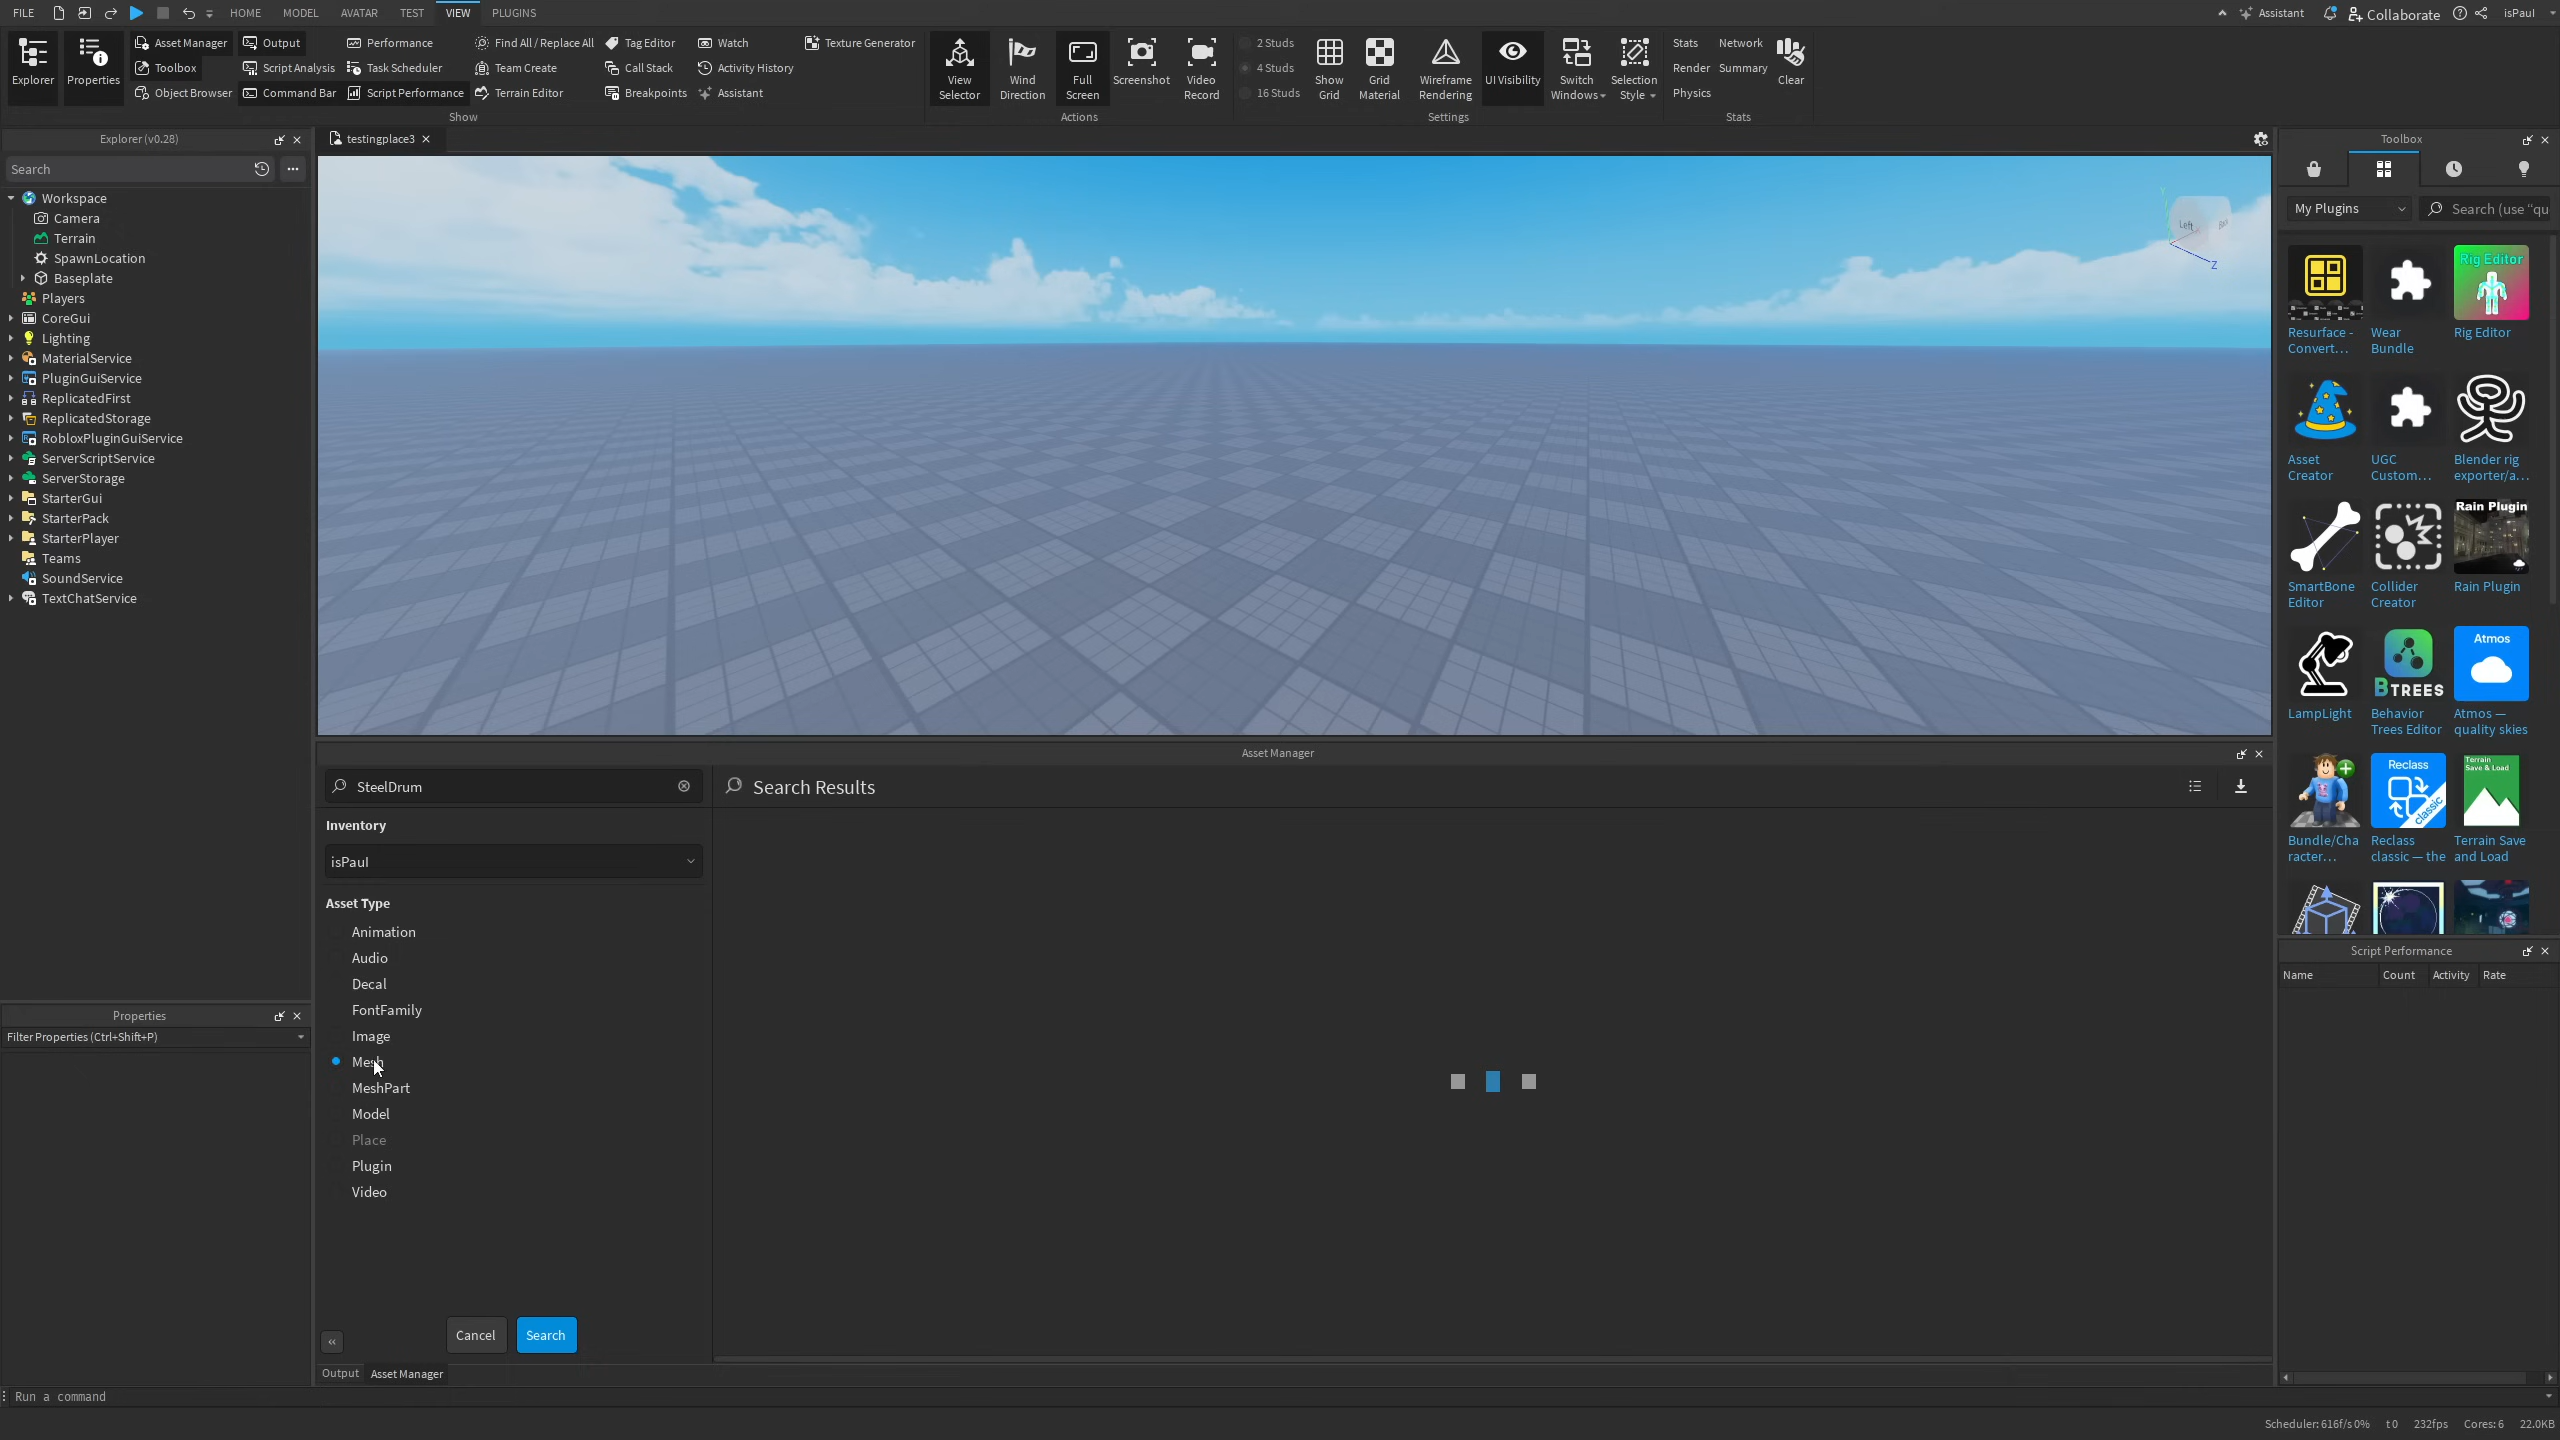 FILE HOME MODEL AVATAR TEST VIEW PLUGINS Assistant Collaborate isPaul
Explorer
Properties
Asset Manager
Toolbox
Object Browser
Output
Script Analysis
Command Bar
Performance
Task Scheduler
Script Performance
Find All / Replace All
Team Create
Terrain Editor
Tag Editor
Call Stack
Breakpoints
Watch
Activity History
Assistant
Texture Generator
Show
View
Selector
Wind
Direction
Full
Screen
Screenshot
Video
Record
Actions
2 Studs
4 Studs
16 Studs
Show
Grid
Grid
Material
Wireframe
Rendering
UI Visibility
Switch
Windows
Selection
Style
Settings
Stats
Render
Physics
Network
Summary
Clear
Stats
Explorer (v0.28)
Search
Workspace
Camera
Terrain
SpawnLocation
Baseplate
Players
CoreGui
Lighting
MaterialService
PluginGuiService
ReplicatedFirst
ReplicatedStorage
RobloxPluginGuiService
ServerScriptService
ServerStorage
StarterGui
StarterPack
StarterPlayer
Teams
SoundService
TextChatService
Properties
Filter Properties (Ctrl+Shift+P)
testingplace3
Left
Z
Asset Manager
SteelDrum
Search Results
Inventory
isPaul
Asset Type
Animation
Audio
Decal
FontFamily
Image
Mesh
MeshPart
Model
Place
Plugin
Video
Cancel Search
Output Asset Manager
Toolbox
My Plugins
Search (use "qu
Resurface -
Convert...
Wear
Bundle
Rig Editor
Rig Editor
Asset
Creator
UGC
Custom...
Blender rig
exporter/a...
SmartBone
Editor
Collider
Creator
Rain Plugin
Rain Plugin
LampLight
BTREES
Behavior
Trees Editor
Atmos
Atmos —
quality skies
Bundle/Cha
racter...
Reclass
classic
Reclass
classic — the
Terrain
Save & Load
Terrain Save
and Load
Script Performance
Name Count Activity Rate
Run a command
Scheduler: 616f/s 0% t 0 232fps Cores: 6 22.0KB